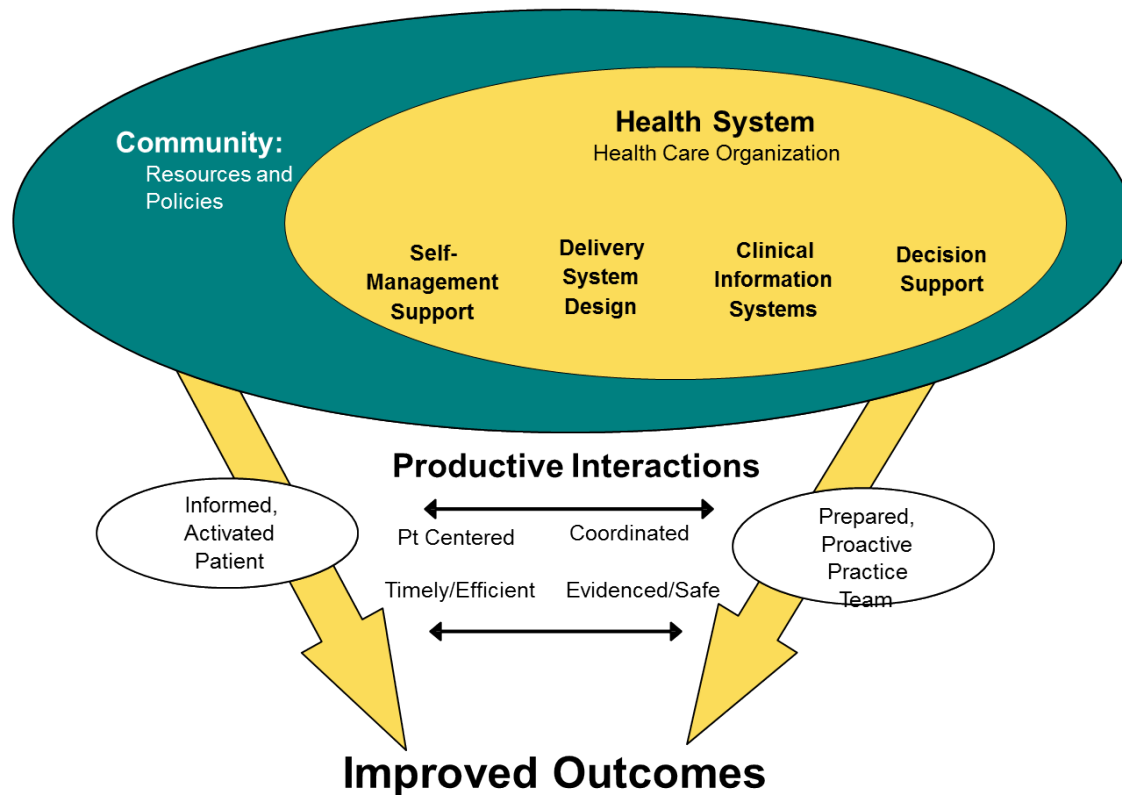 Health System
Health Care Organization
Community:
Resources and
Policies
Self-
Management
Support
Delivery
System
Design
Clinical
Information
Systems
Decision
Support
Productive Interactions
Informed,
Activated
Patient
Pt Centered
Coordinated
Timely/Efficient
Evidenced/Safe
Prepared,
Proactive
Practice
Team
Improved Outcomes